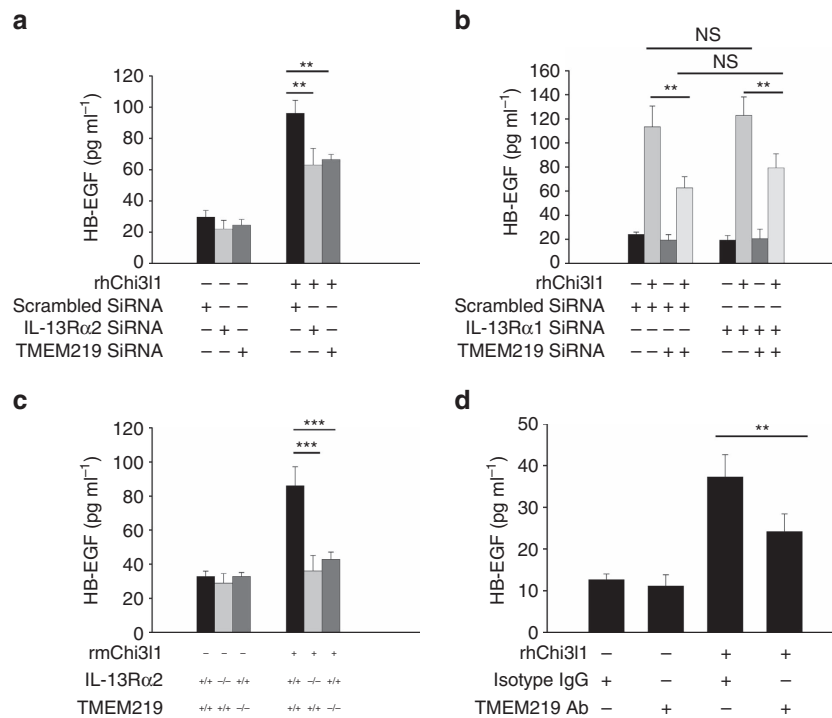 a
120
100
80
60
40
20
0
HB-EGF (pg ml⁻¹)
**
**
rhChi3l1 – – – + + +
Scrambled SiRNA + – – + – –
IL-13Rα2 SiRNA – + – – + –
TMEM219 SiRNA – – + – – +
b
NS
NS
160
140
120
100
80
60
40
20
0
HB-EGF (pg ml⁻¹)
**
**
rhChi3l1 – + – + – + – +
Scrambled SiRNA + + + + – – – –
IL-13Rα1 SiRNA – – – – + + + +
TMEM219 SiRNA – – + + – – + +
c
120
100
80
60
40
20
0
HB-EGF (pg ml⁻¹)
***
***
rmChi3l1 – – – + + +
IL-13Rα2 +/+ –/– +/+ +/+ –/– +/+
TMEM219 +/+ +/+ –/– +/+ +/+ –/–
d
50
40
30
20
10
0
HB-EGF (pg ml⁻¹)
**
rhChi3l1 – – + +
Isotype IgG + – + –
TMEM219 Ab – + – +